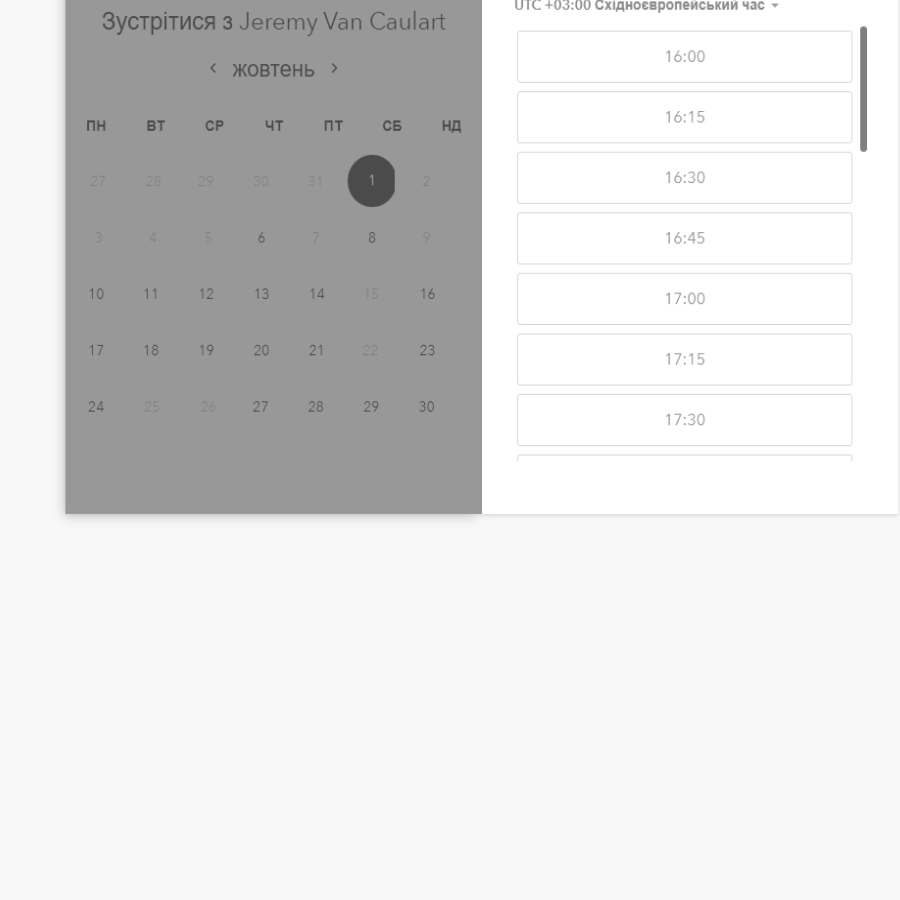 Зустрітися з Jeremy Van Caulart
жовтень
ПН ВТ СР ЧТ ПТ СБ НД
27 28 29 30 31 1 2
3 4 5 6 7 8 9
10 11 12 13 14 15 16
17 18 19 20 21 22 23
24 25 26 27 28 29 30
UTC +03:00 Східноєвропейський час
16:00
16:15
16:30
16:45
17:00
17:15
17:30